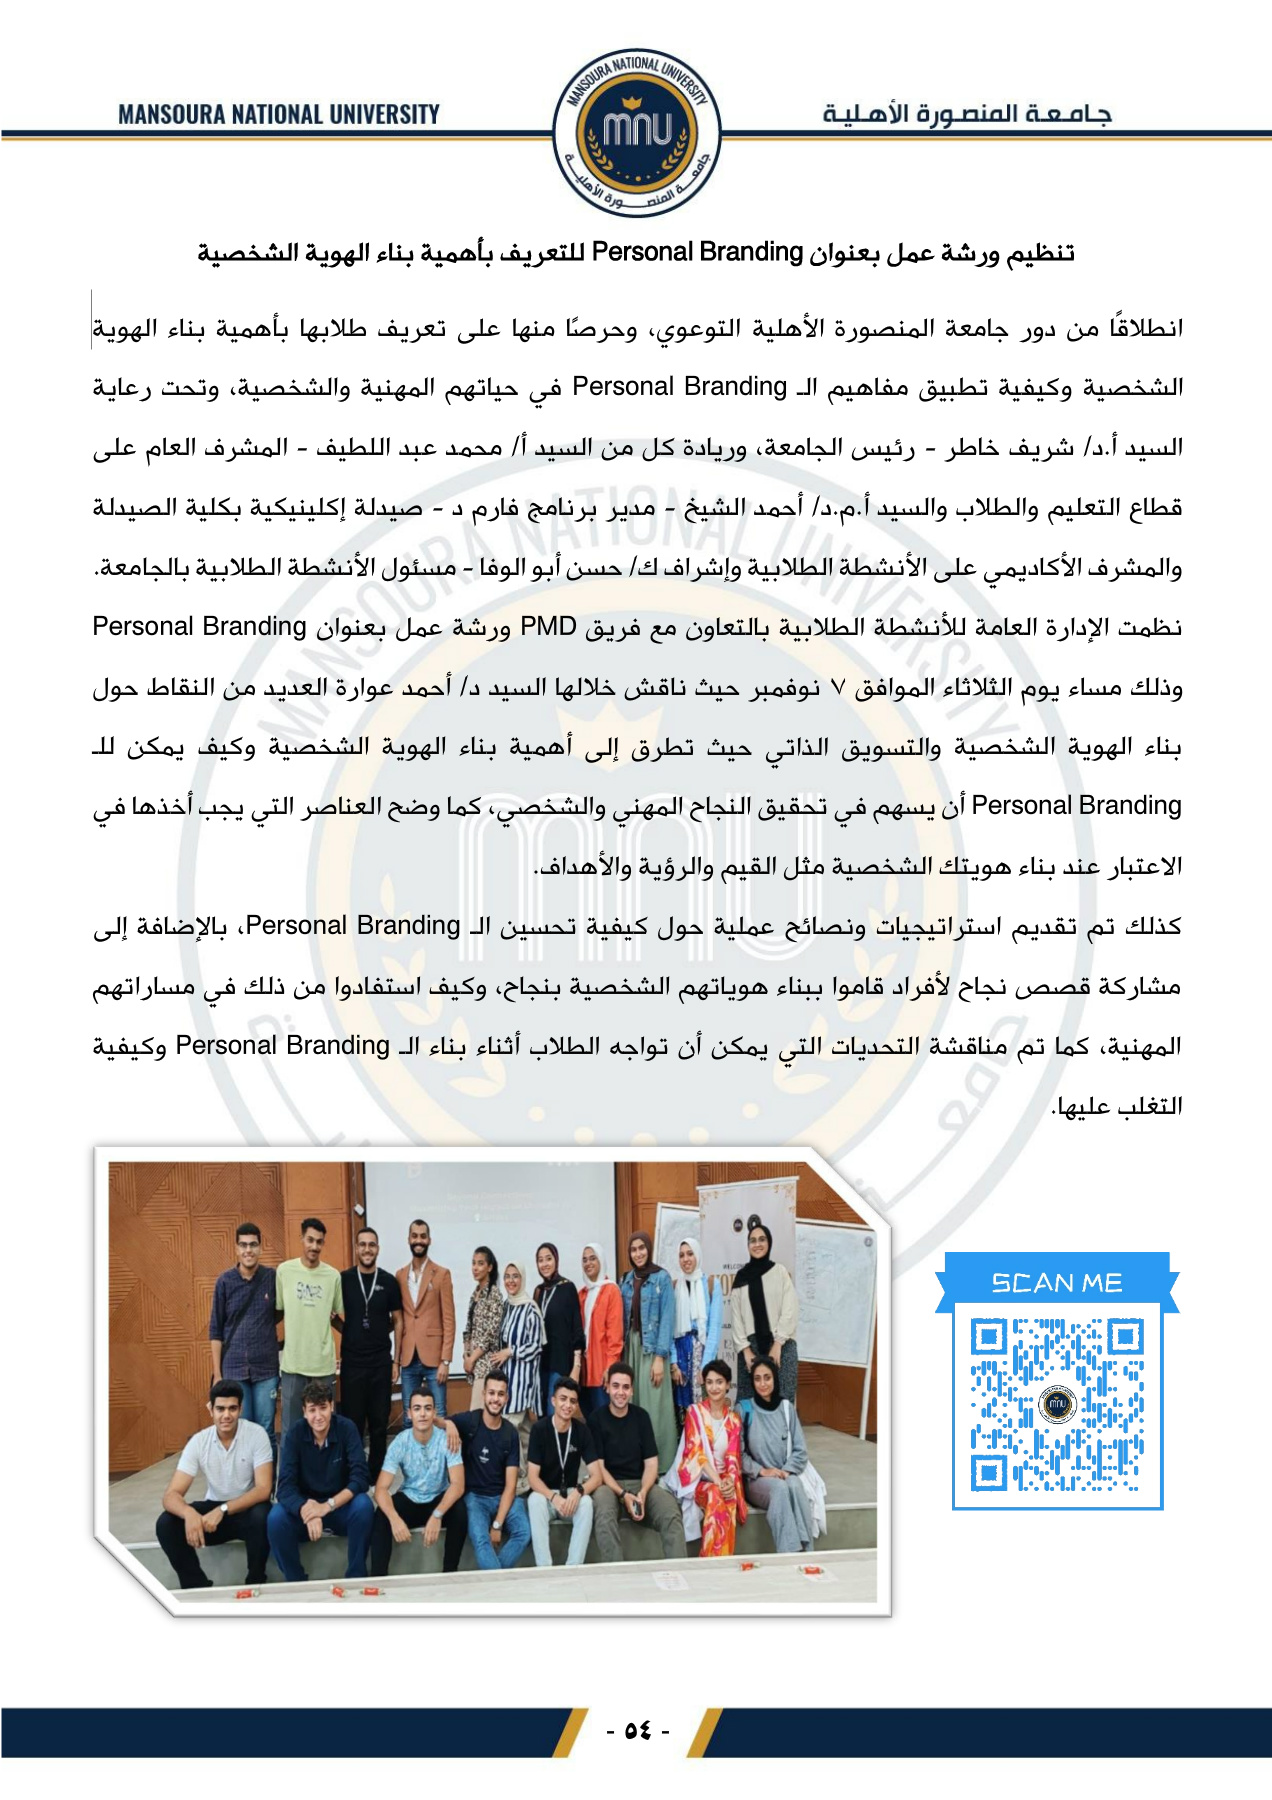 MANSOURA NATIONAL UNIVERSITY
جامعة المنصورة الأهلية
MANSOURA NATIONAL UNIVERSITY
mnu
جامعة المنصورة الأهلية
تنظيم ورشة عمل بعنوان Personal Branding للتعريف بأهمية بناء الهوية الشخصية
انطلاقًا من دور جامعة المنصورة الأهلية التوعوي، وحرصًا منها على تعريف طلابها بأهمية بناء الهوية
الشخصية وكيفية تطبيق مفاهيم الـ Personal Branding في حياتهم المهنية والشخصية، وتحت رعاية
السيد أ.د/ شريف خاطر - رئيس الجامعة، وريادة كل من السيد أ/ محمد عبد اللطيف - المشرف العام على
قطاع التعليم والطلاب والسيد أ.م.د/ أحمد الشيخ - مدير برنامج فارم د - صيدلة إكلينيكية بكلية الصيدلة
والمشرف الأكاديمي على الأنشطة الطلابية وإشراف ك/ حسن أبو الوفا - مسئول الأنشطة الطلابية بالجامعة.
نظمت الإدارة العامة للأنشطة الطلابية بالتعاون مع فريق PMD ورشة عمل بعنوان Personal Branding
وذلك مساء يوم الثلاثاء الموافق ٧ نوفمبر حيث ناقش خلالها السيد د/ أحمد عوارة العديد من النقاط حول
بناء الهوية الشخصية والتسويق الذاتي حيث تطرق إلى أهمية بناء الهوية الشخصية وكيف يمكن للـ
Personal Branding أن يسهم في تحقيق النجاح المهني والشخصي، كما وضح العناصر التي يجب أخذها في
الاعتبار عند بناء هويتك الشخصية مثل القيم والرؤية والأهداف.
كذلك تم تقديم استراتيجيات ونصائح عملية حول كيفية تحسين الـ Personal Branding، بالإضافة إلى
مشاركة قصص نجاح لأفراد قاموا ببناء هوياتهم الشخصية بنجاح، وكيف استفادوا من ذلك في مساراتهم
المهنية، كما تم مناقشة التحديات التي يمكن أن تواجه الطلاب أثناء بناء الـ Personal Branding وكيفية
التغلب عليها.
SCAN ME
mnu
- ٥٤ -